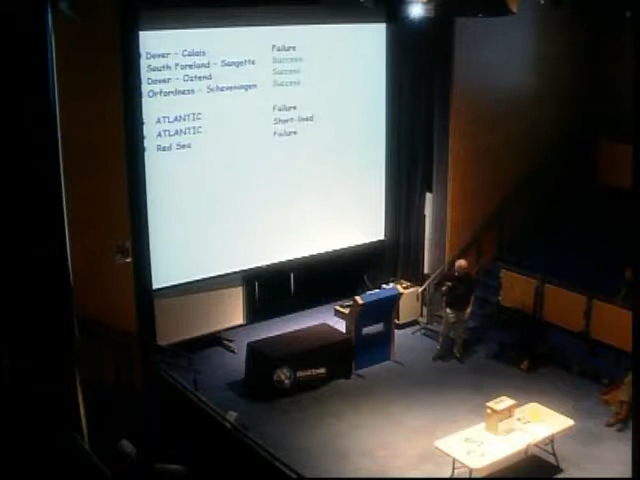 Dover - Calais Failure
South Foreland - Sangatte Success
Dover - Ostend Success
Orfordness - Scheveningen Success
ATLANTIC Failure
ATLANTIC Short-lived
Red Sea Failure